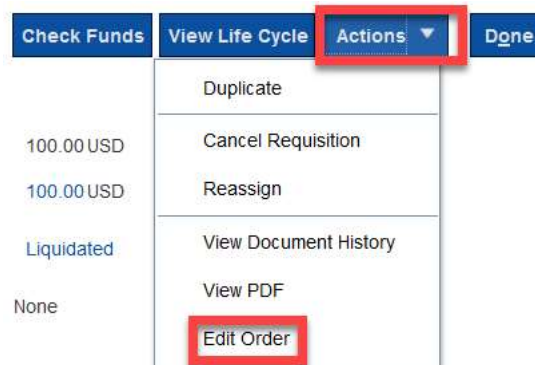 Check Funds View Life Cycle Actions Done
Duplicate
100.00 USD Cancel Requisition
100.00 USD Reassign
Liquidated View Document History
None View PDF
Edit Order